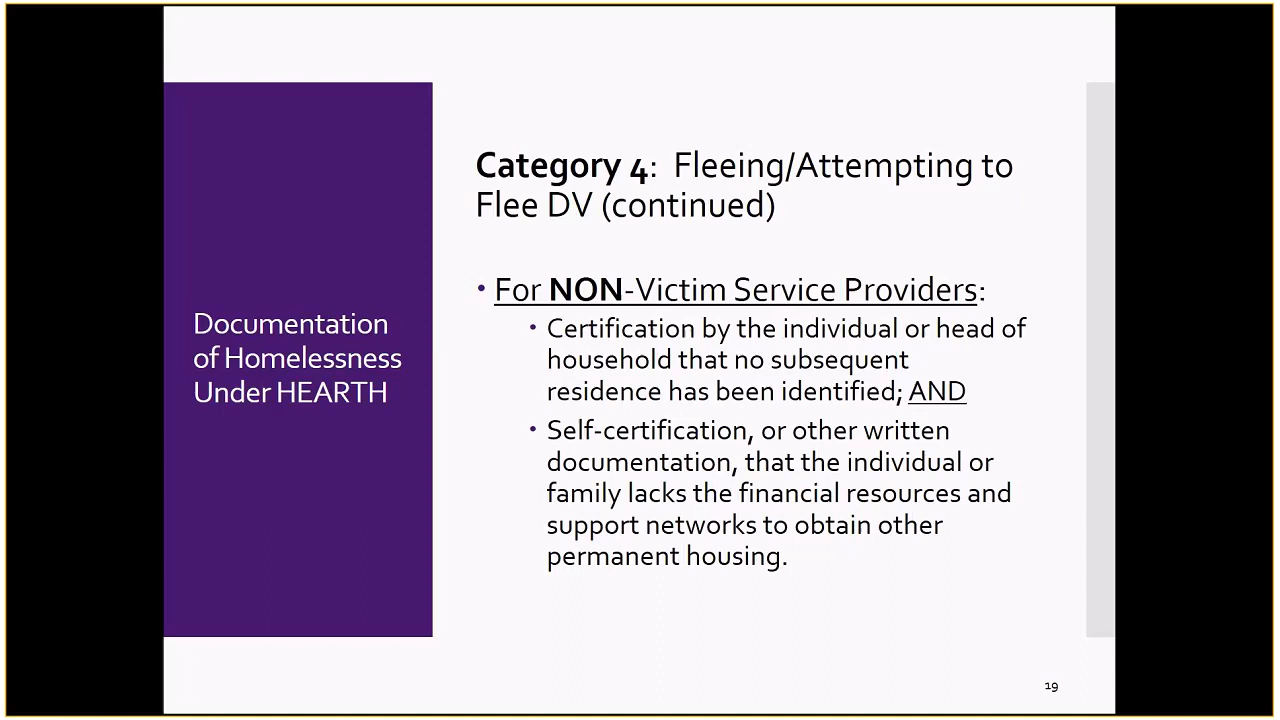 Documentation
of Homelessness
Under HEARTH
Category 4:  Fleeing/Attempting to
Flee DV (continued)
• For NON-Victim Service Providers:
• Certification by the individual or head of
household that no subsequent
residence has been identified; AND
• Self-certification, or other written
documentation, that the individual or
family lacks the financial resources and
support networks to obtain other
permanent housing.
19